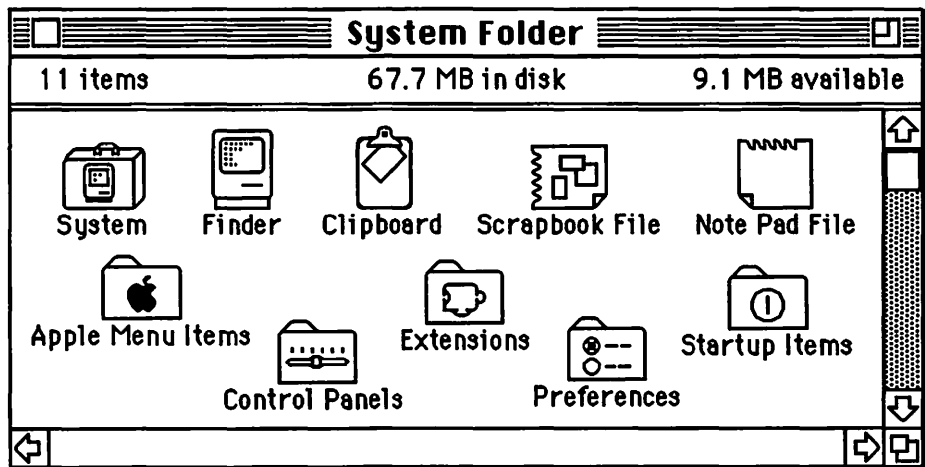 System Folder
11 items 67.7 MB in disk 9.1 MB available
System Finder Clipboard Scrapbook File Note Pad File
Apple Menu Items Extensions Startup Items
Control Panels Preferences